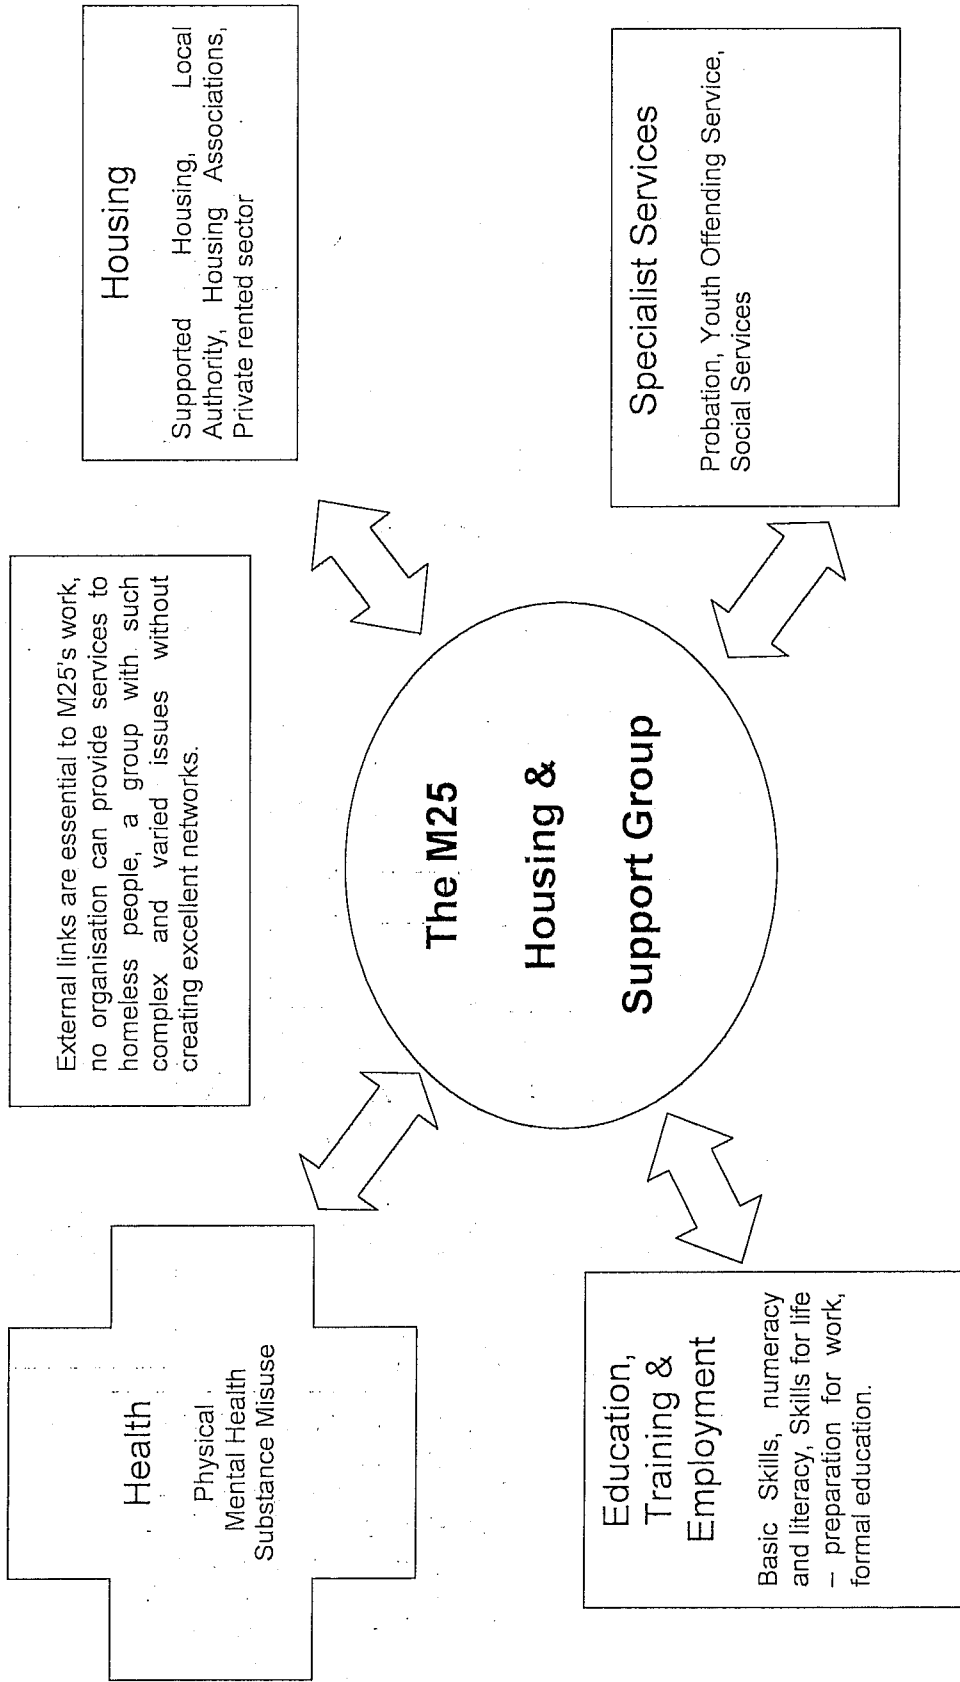 External links are essential to M25's work,
no organisation can provide services to
homeless people, a group with such
complex and varied issues without
creating excellent networks.
Health
Physical
Mental Health
Substance Misuse
Housing
Supported Housing, Local
Authority, Housing Associations,
Private rented sector
The M25
Housing &
Support Group
Education,
Training &
Employment
Basic Skills, numeracy
and literacy, Skills for life
– preparation for work,
formal education.
Specialist Services
Probation, Youth Offending Service,
Social Services